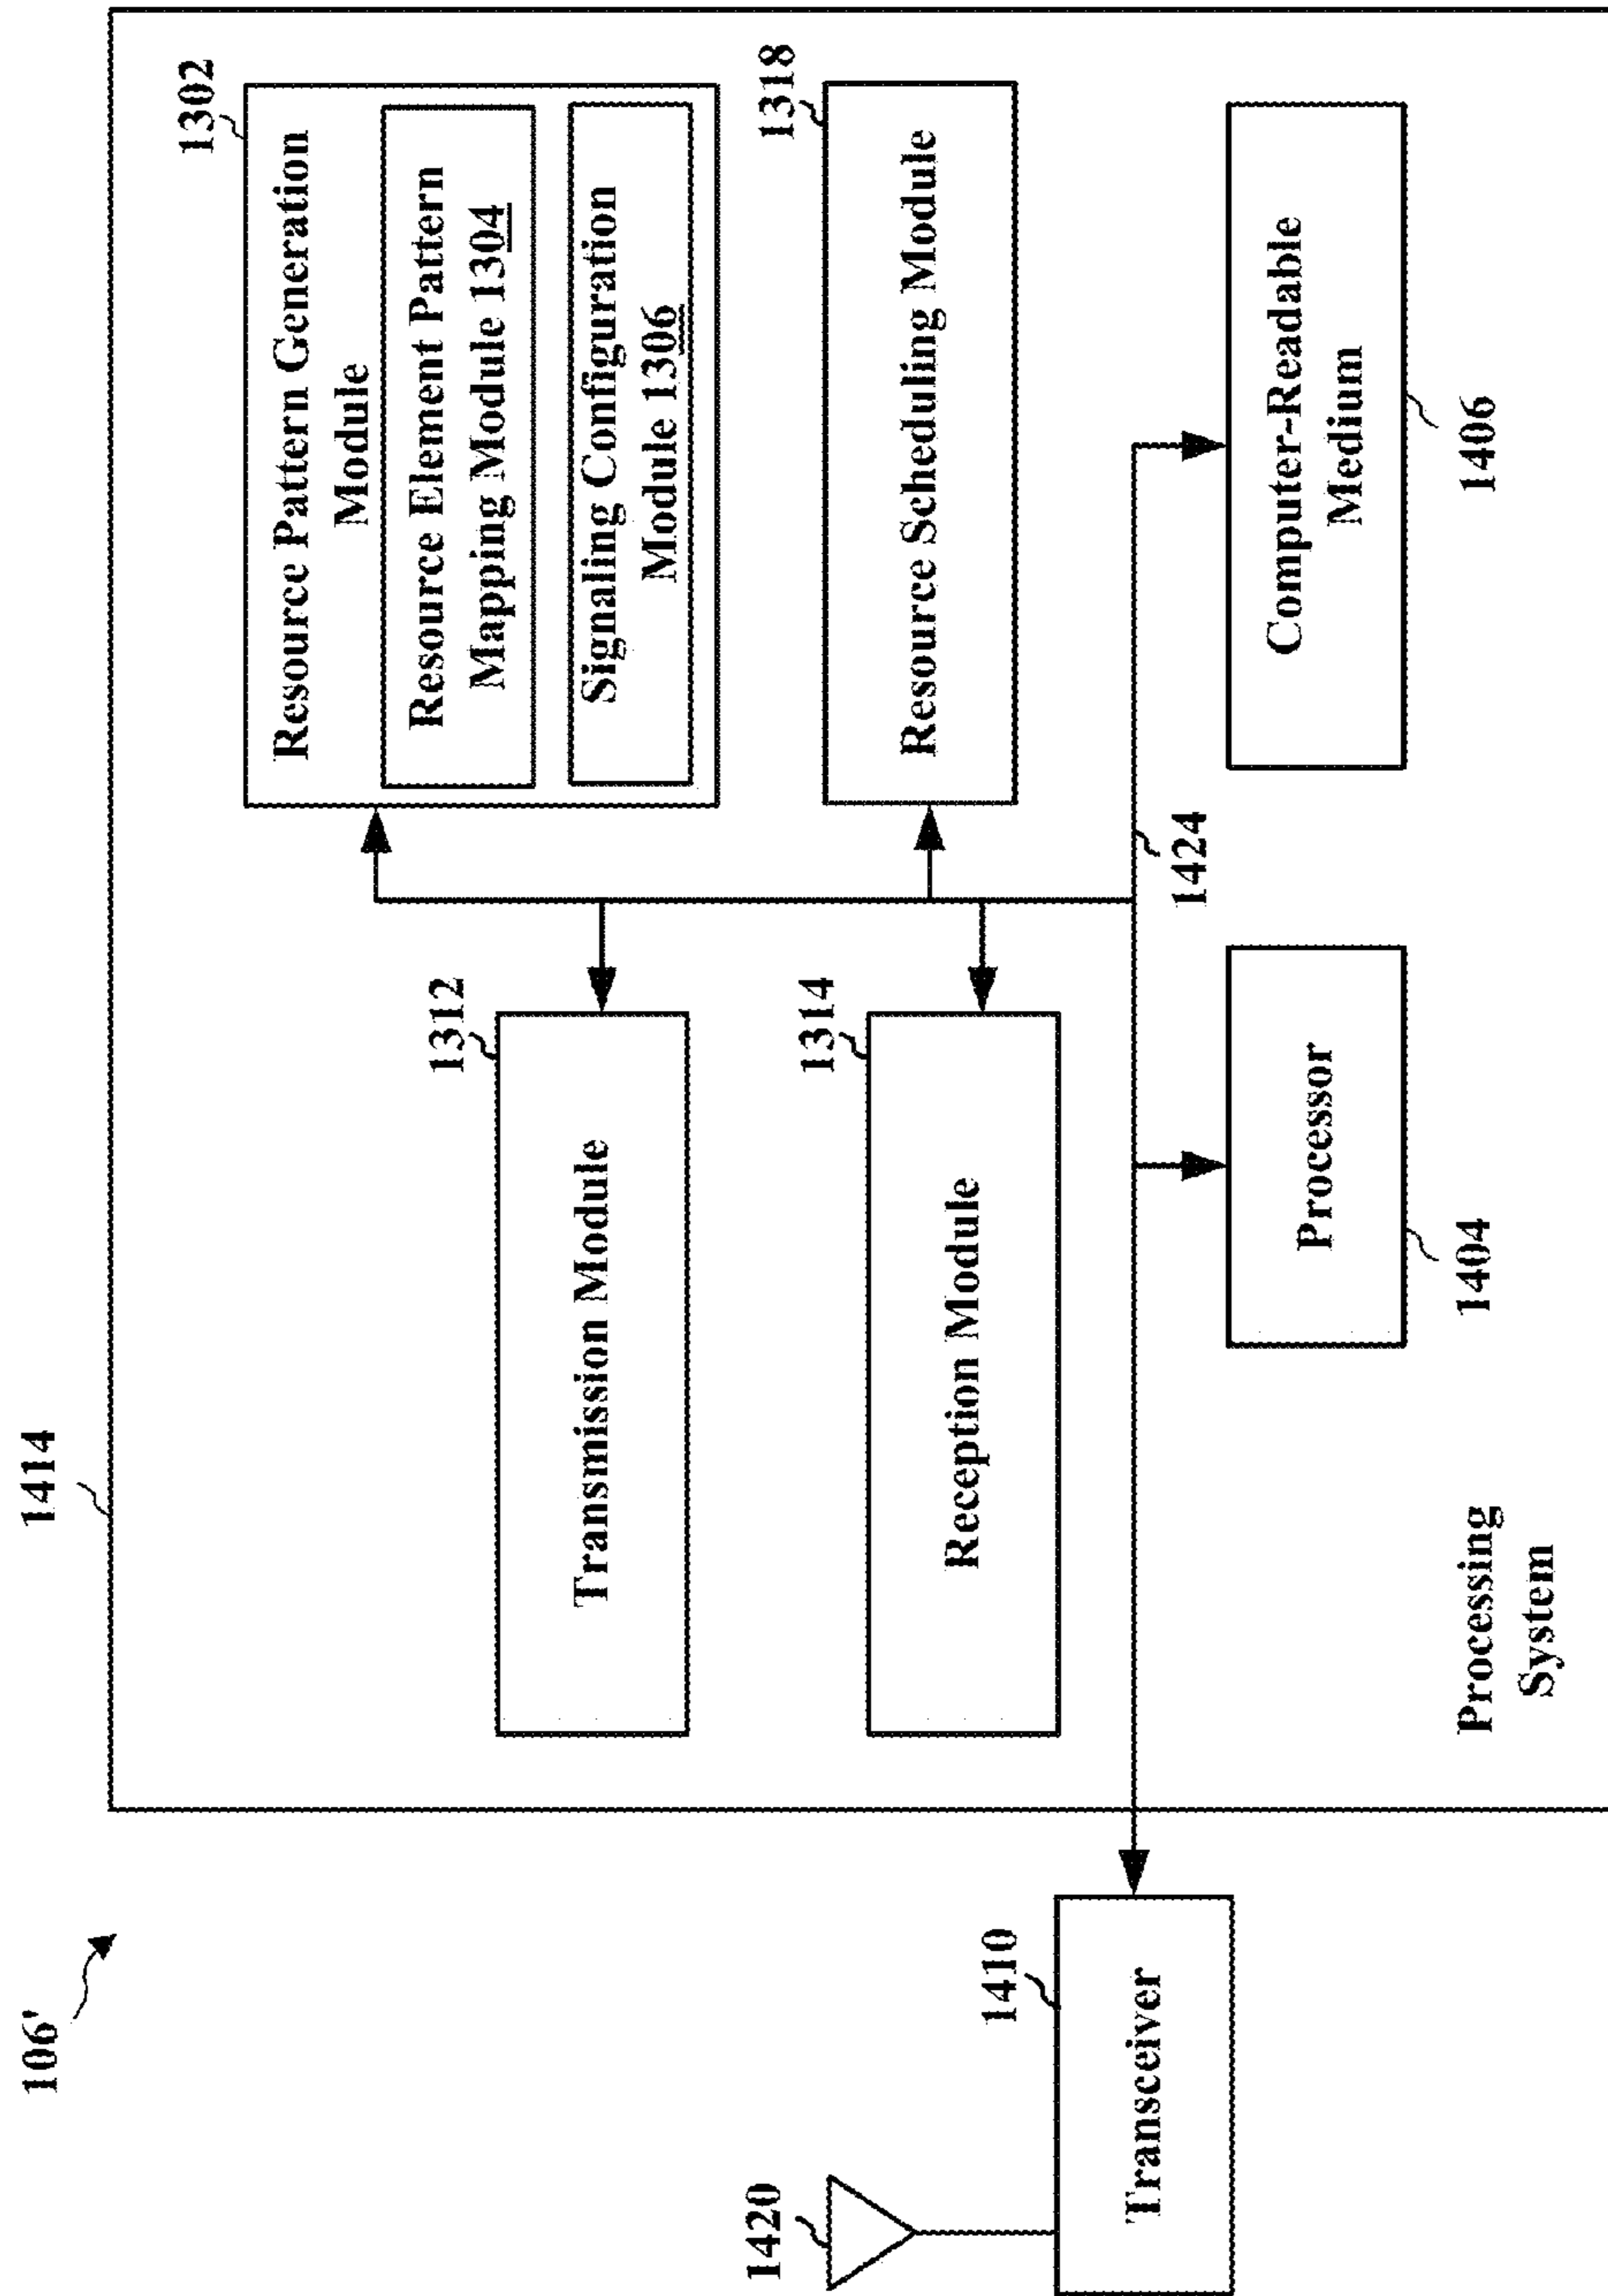 106'
1414
1302
Resource Pattern Generation
Module
Resource Element Pattern
Mapping Module 1304
Signaling Configuration
Module 1306
1312
Transmission Module
1318
Resource Scheduling Module
1314
Reception Module
1424
1420
1410
Transceiver
Processor
1404
Computer-Readable
Medium
1406
Processing
System